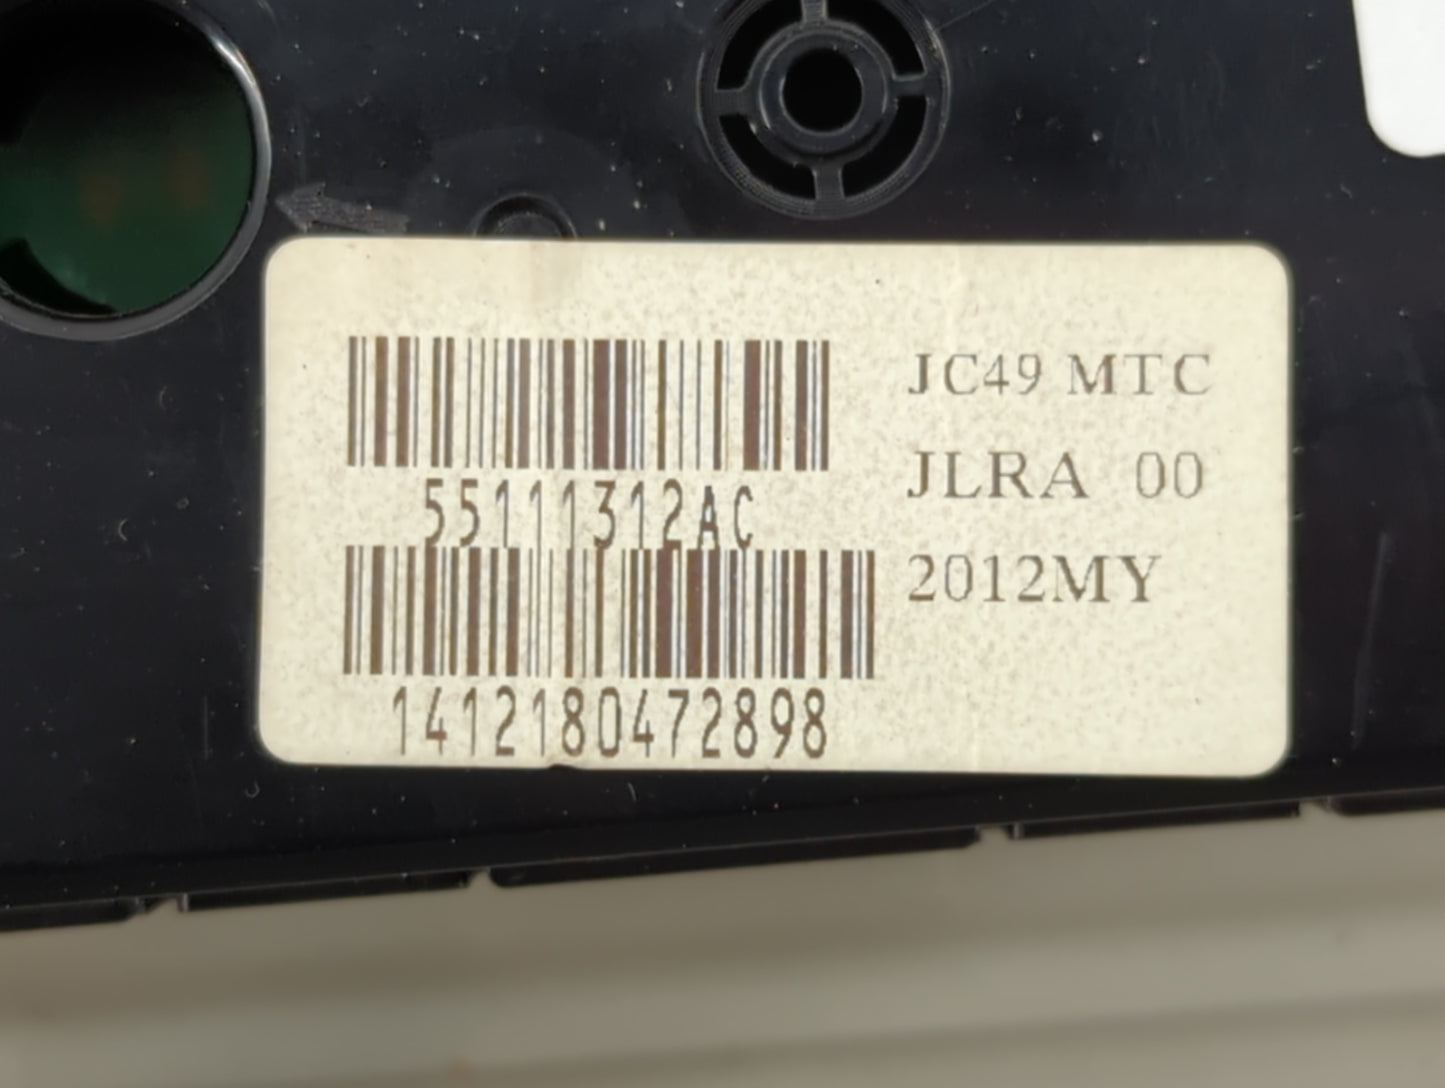 55111312AC
1412180472898
JC49 MTC
JLRA 00
2012MY